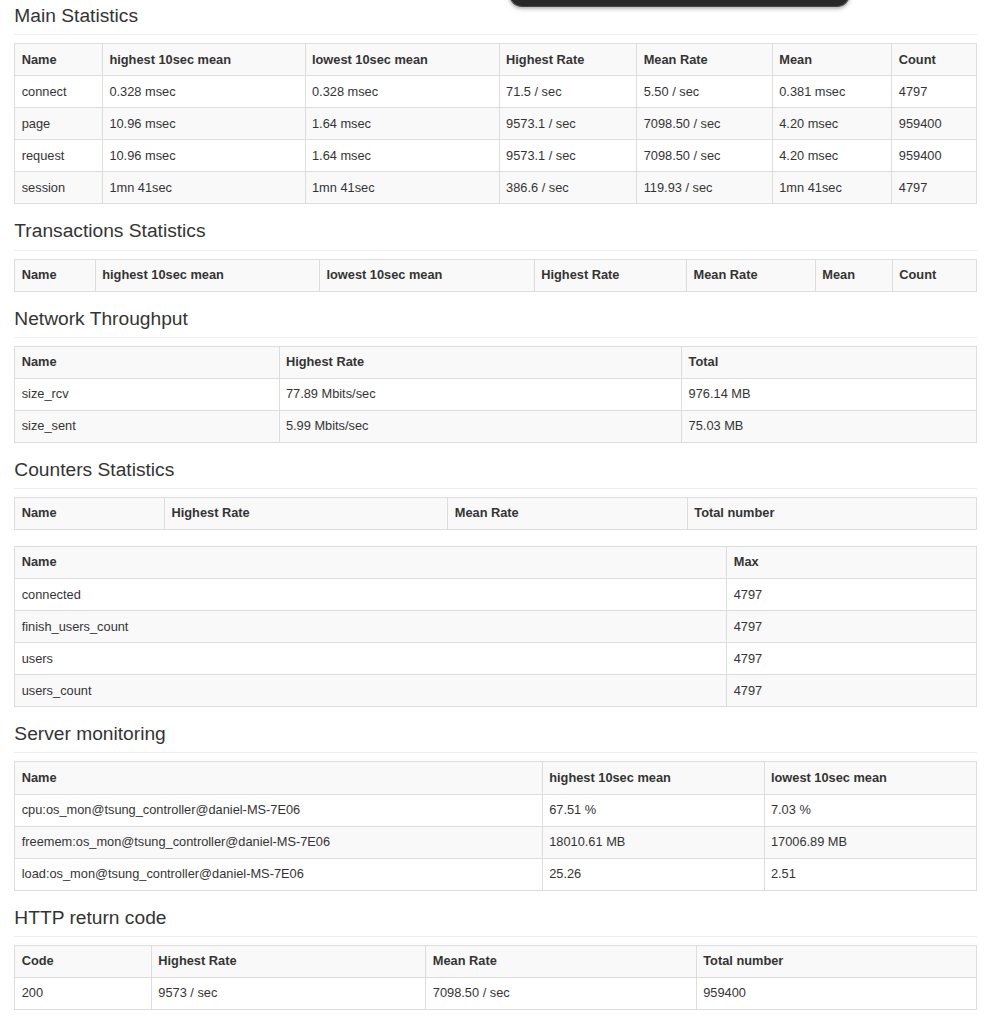 Main Statistics
Name highest 10sec mean lowest 10sec mean Highest Rate Mean Rate Mean Count
connect 0.328 msec 0.328 msec 71.5 / sec 5.50 / sec 0.381 msec 4797
page 10.96 msec 1.64 msec 9573.1 / sec 7098.50 / sec 4.20 msec 959400
request 10.96 msec 1.64 msec 9573.1 / sec 7098.50 / sec 4.20 msec 959400
session 1mn 41sec 1mn 41sec 386.6 / sec 119.93 / sec 1mn 41sec 4797
Transactions Statistics
Name highest 10sec mean lowest 10sec mean Highest Rate Mean Rate Mean Count
Network Throughput
Name Highest Rate Total
size_rcv 77.89 Mbits/sec 976.14 MB
size_sent 5.99 Mbits/sec 75.03 MB
Counters Statistics
Name Highest Rate Mean Rate Total number
Name Max
connected 4797
finish_users_count 4797
users 4797
users_count 4797
Server monitoring
Name highest 10sec mean lowest 10sec mean
cpu:os_mon@tsung_controller@daniel-MS-7E06 67.51 % 7.03 %
freemem:os_mon@tsung_controller@daniel-MS-7E06 18010.61 MB 17006.89 MB
load:os_mon@tsung_controller@daniel-MS-7E06 25.26 2.51
HTTP return code
Code Highest Rate Mean Rate Total number
200 9573 / sec 7098.50 / sec 959400